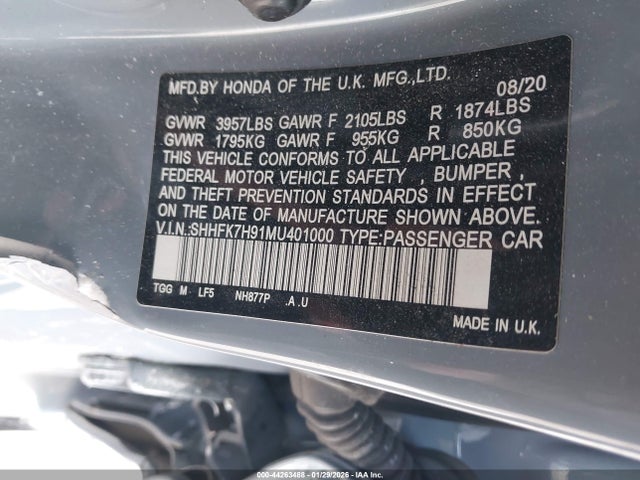 MFD.BY HONDA OF THE U.K. MFG.,LTD. 08/20
GVWR 3957LBS GAWR F 2105LBS R 1874LBS
GVWR 1795KG GAWR F 955KG R 850KG
THIS VEHICLE CONFORMS TO ALL APPLICABLE
FEDERAL MOTOR VEHICLE SAFETY , BUMPER ,
AND THEFT PREVENTION STANDARDS IN EFFECT
ON THE DATE OF MANUFACTURE SHOWN ABOVE.
V.I.N.:SHHFK7H91MU401000 TYPE:PASSENGER CAR
TGG M LF5 NH877P .A .U
MADE IN U.K.
000-44263468 - 01/29/2026 - IAA Inc.